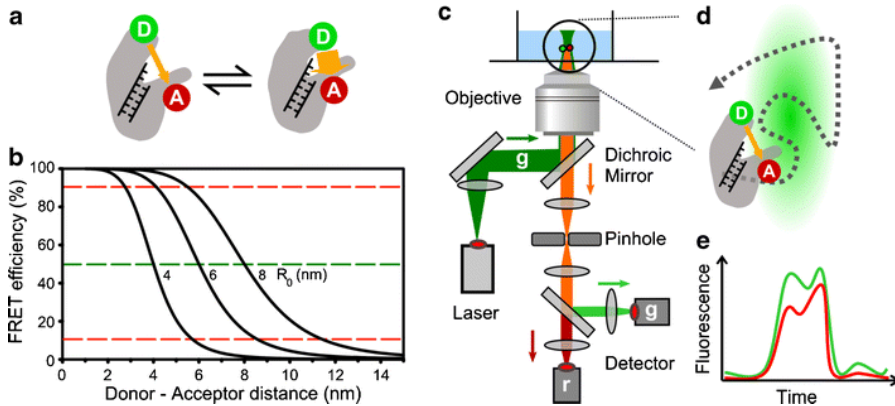 a
D
A
D
A
b
FRET efficiency (%)
100
80
60
40
20
0
4
6
8 R0 (nm)
0 2 4 6 8 10 12 14
Donor - Acceptor distance (nm)
c
Objective
g
Dichroic
Mirror
Pinhole
Laser
g
Detector
r
d
D
A
e
Fluorescence
Time